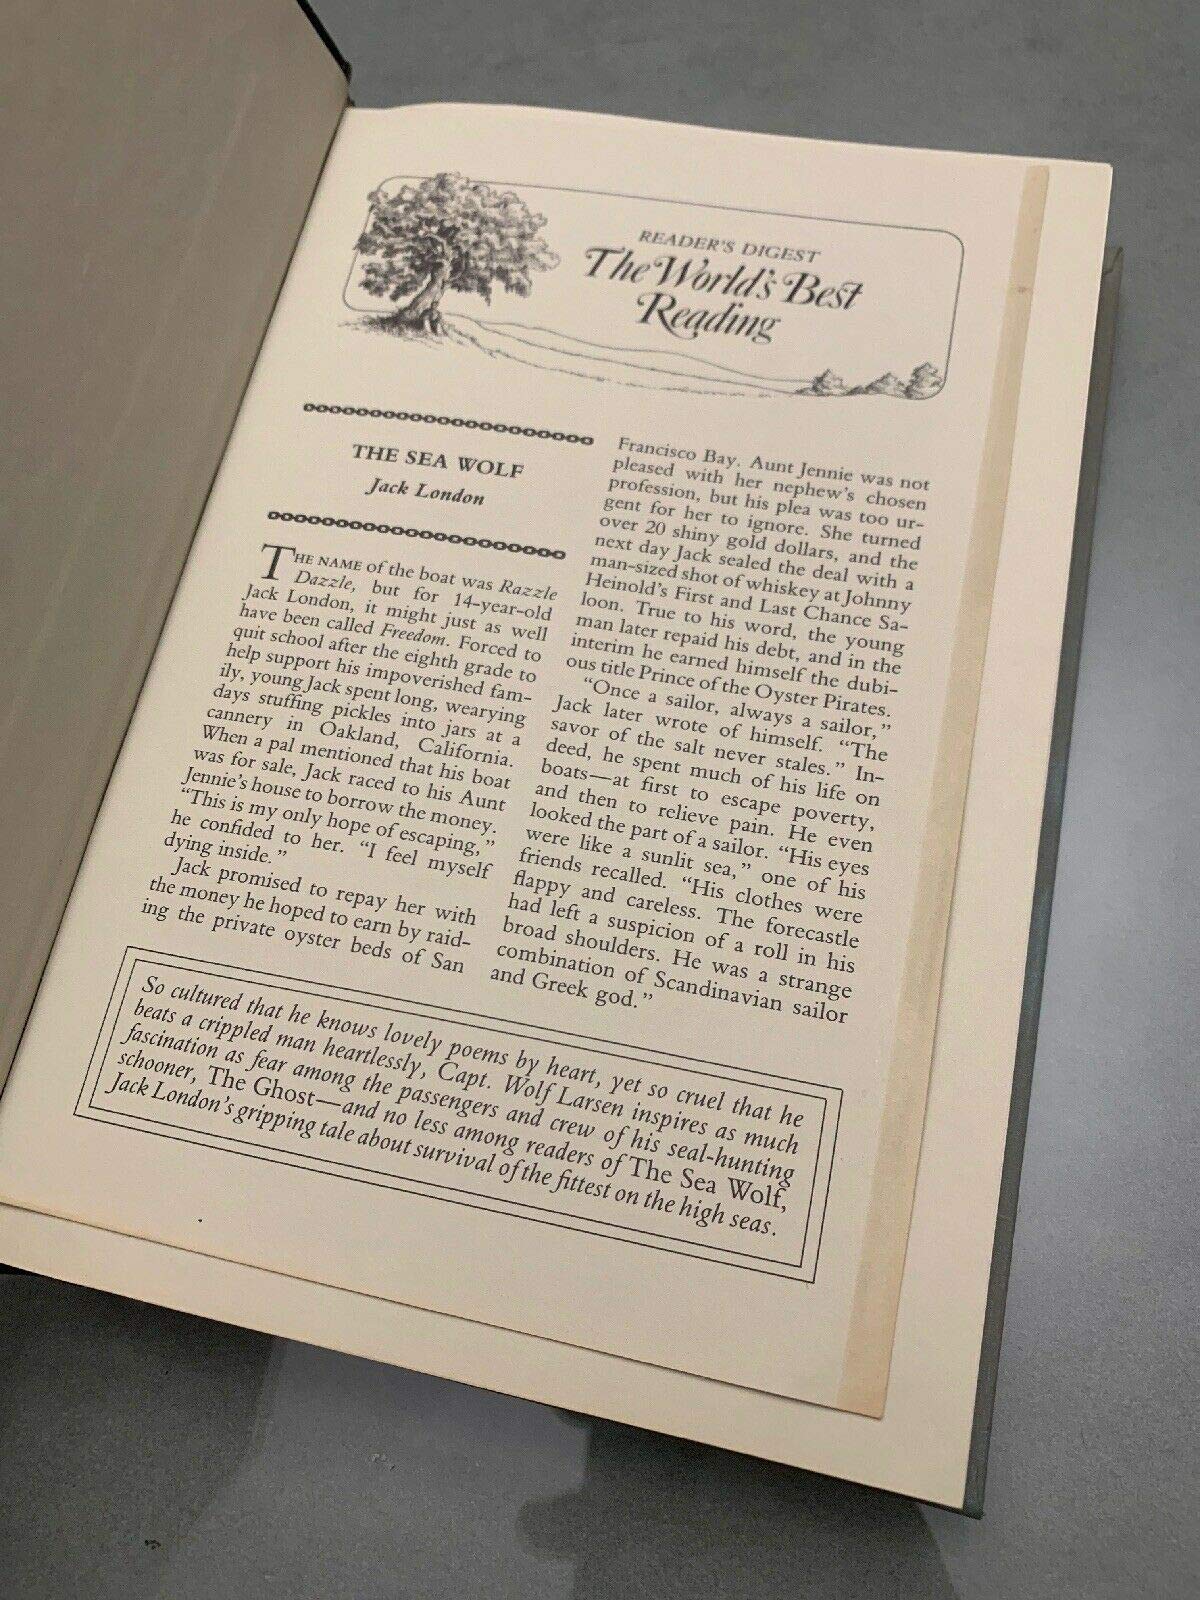 READER'S DIGEST
The World's Best
Reading
THE SEA WOLF
Jack London
THE NAME of the boat was Razzle
Dazzle, but for 14-year-old
Jack London, it might just as well
have been called Freedom. Forced to
quit school after the eighth grade to
help support his impoverished fam-
ily, young Jack spent long, wearying
days stuffing pickles into jars at a
cannery in Oakland, California.
When a pal mentioned that his boat
was for sale, Jack raced to his Aunt
Jennie's house to borrow the money.
"This is my only hope of escaping,"
he confided to her. "I feel myself
dying inside."
Jack promised to repay her with
the money he hoped to earn by raid-
ing the private oyster beds of San
Francisco Bay. Aunt Jennie was not
pleased with her nephew's chosen
profession, but his plea was too ur-
gent for her to ignore. She turned
over 20 shiny gold dollars, and the
next day Jack sealed the deal with a
man-sized shot of whiskey at Johnny
Heinold's First and Last Chance Sa-
loon. True to his word, the young
man later repaid his debt, and in the
interim he earned himself the dubi-
ous title Prince of the Oyster Pirates.
"Once a sailor, always a sailor,"
Jack later wrote of himself. "The
savor of the salt never stales." In-
deed, he spent much of his life on
boats—at first to escape poverty,
and then to relieve pain. He even
looked the part of a sailor. "His eyes
were like a sunlit sea," one of his
friends recalled. "His clothes were
flappy and careless. The forecastle
had left a suspicion of a roll in his
broad shoulders. He was a strange
combination of Scandinavian sailor
and Greek god."
So cultured that he knows lovely poems by heart, yet so cruel that he
beats a crippled man heartlessly, Capt. Wolf Larsen inspires as much
fascination as fear among the passengers and crew of his seal-hunting
schooner, The Ghost—and no less among readers of The Sea Wolf,
Jack London's gripping tale about survival of the fittest on the high seas.